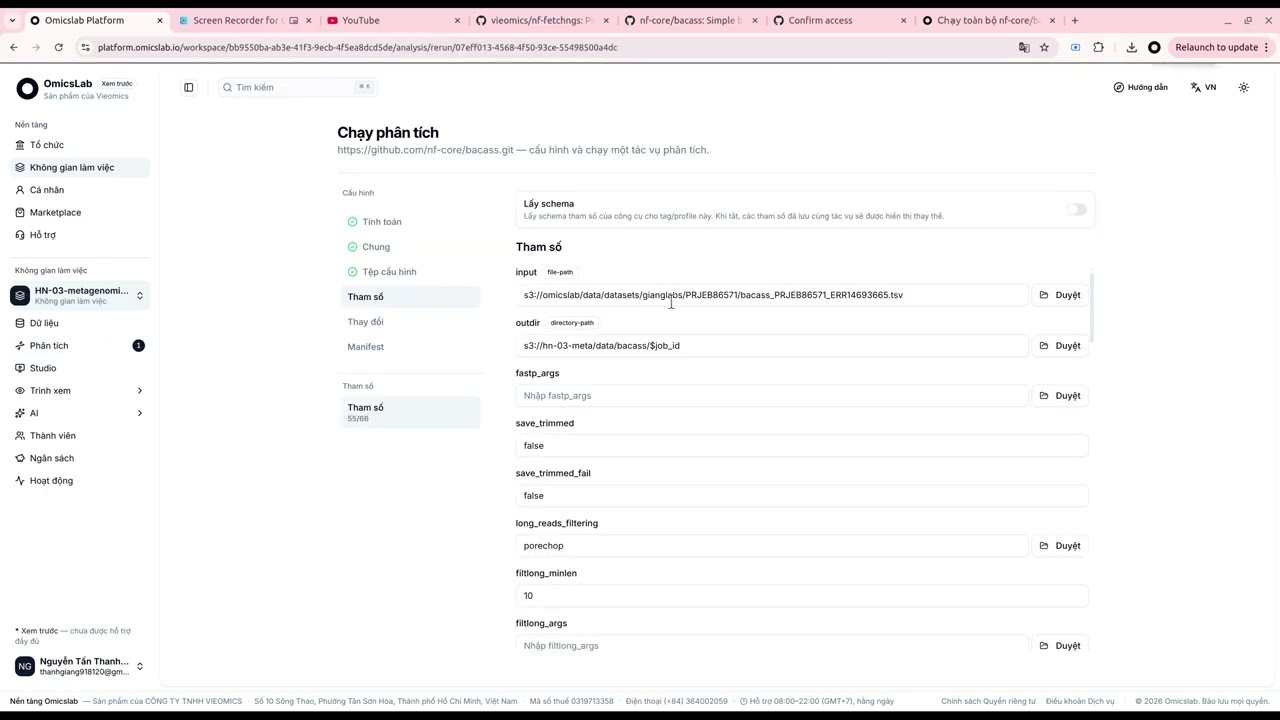 Omicslab Platform
Screen Recorder for G
YouTube
vieomics/nf-fetchngs: Pi
nf-core/bacass: Simple b
Confirm access
Chạy toàn bộ nf-core/ba
platform.omicslab.io/workspace/bb9550ba-ab3e-41f3-9ecb-4f5ea8dcd5de/analysis/rerun/07eff013-4568-4f50-93ce-55498500a4dc
Relaunch to update
OmicsLab
Xem trước
Sản phẩm của Vieomics
Tìm kiếm
⌘ K
Hướng dẫn
VN
Nền tảng
Tổ chức
Không gian làm việc
Cá nhân
Marketplace
Hỗ trợ
Không gian làm việc
HN-03-metagenomi...
Không gian làm việc
Dữ liệu
Phân tích
1
Studio
Trình xem
AI
Thành viên
Ngân sách
Hoạt động
* Xem trước — chưa được hỗ trợ
đầy đủ
NG
Nguyễn Tấn Thanh...
thanhgiang918120@gm...
Chạy phân tích
https://github.com/nf-core/bacass.git — cấu hình và chạy một tác vụ phân tích.
Cấu hình
Tính toán
Chung
Tệp cấu hình
Tham số
Thay đổi
Manifest
Tham số
Tham số
55/66
Lấy schema
Lấy schema tham số của công cụ cho tag/profile này. Khi tắt, các tham số đã lưu cùng tác vụ sẽ được hiển thị thay thế.
Tham số
input
file-path
s3://omicslab/data/datasets/gianglabs/PRJEB86571/bacass_PRJEB86571_ERR14693665.tsv
Duyệt
outdir
directory-path
s3://hn-03-meta/data/bacass/$job_id
Duyệt
fastp_args
Nhập fastp_args
Duyệt
save_trimmed
false
save_trimmed_fail
false
long_reads_filtering
porechop
Duyệt
filtlong_minlen
10
filtlong_args
Nhập filtlong_args
Duyệt
Nền tảng Omicslab — Sản phẩm của CÔNG TY TNHH VIEOMICS · Số 10 Sông Thao, Phường Tân Sơn Hòa, Thành phố Hồ Chí Minh, Việt Nam · Mã số thuế 0319713358 · Điện thoại (+84) 364002059 · Hỗ trợ 08:00–22:00 (GMT+7), hằng ngày
Chính sách Quyền riêng tư
Điều khoản Dịch vụ
© 2026 Omicslab. Bảo lưu mọi quyền.